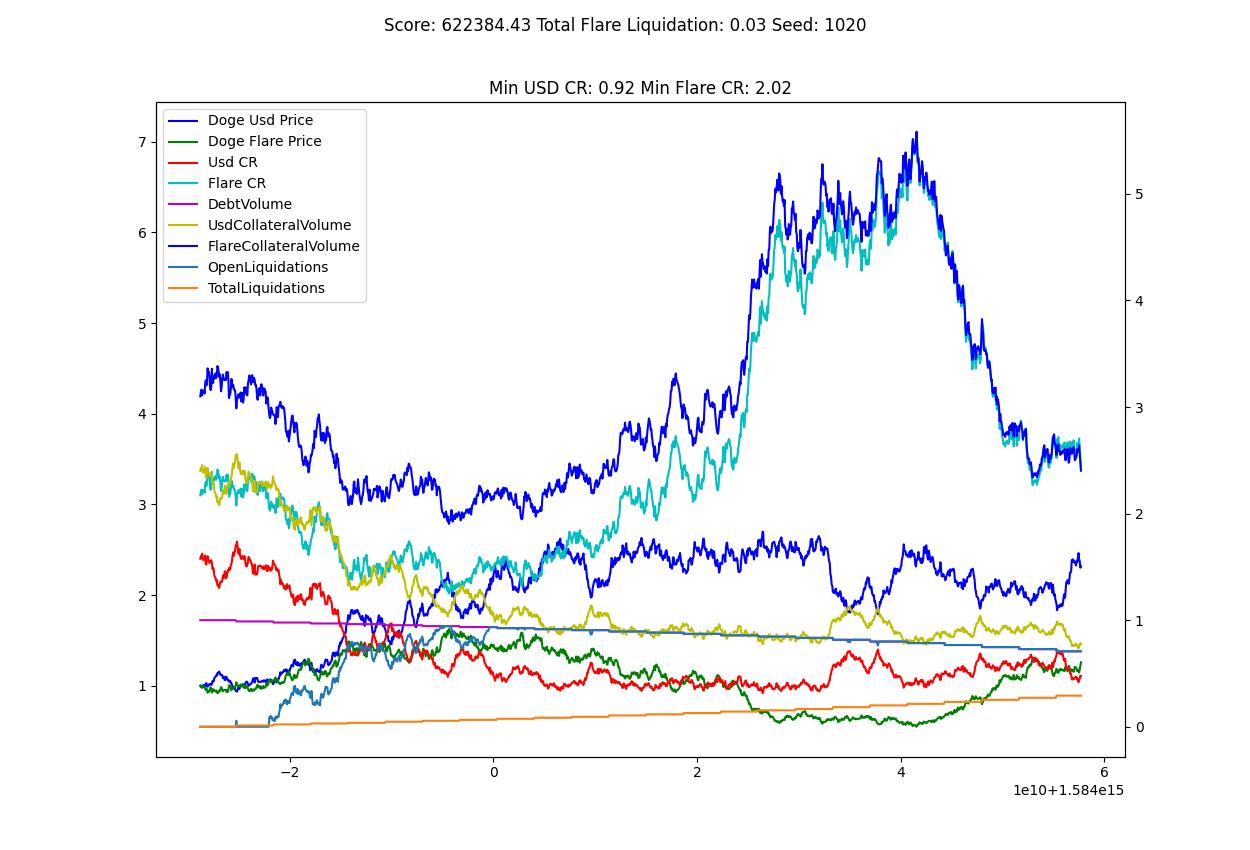 Score: 622384.43 Total Flare Liquidation: 0.03 Seed: 1020
Min USD CR: 0.92 Min Flare CR: 2.02
Doge Usd Price
Doge Flare Price
Usd CR
Flare CR
DebtVolume
UsdCollateralVolume
FlareCollateralVolume
OpenLiquidations
TotalLiquidations
7
6
5
4
3
2
1
5
4
3
2
1
0
−2
0
2
4
6
1e10+1.584e15